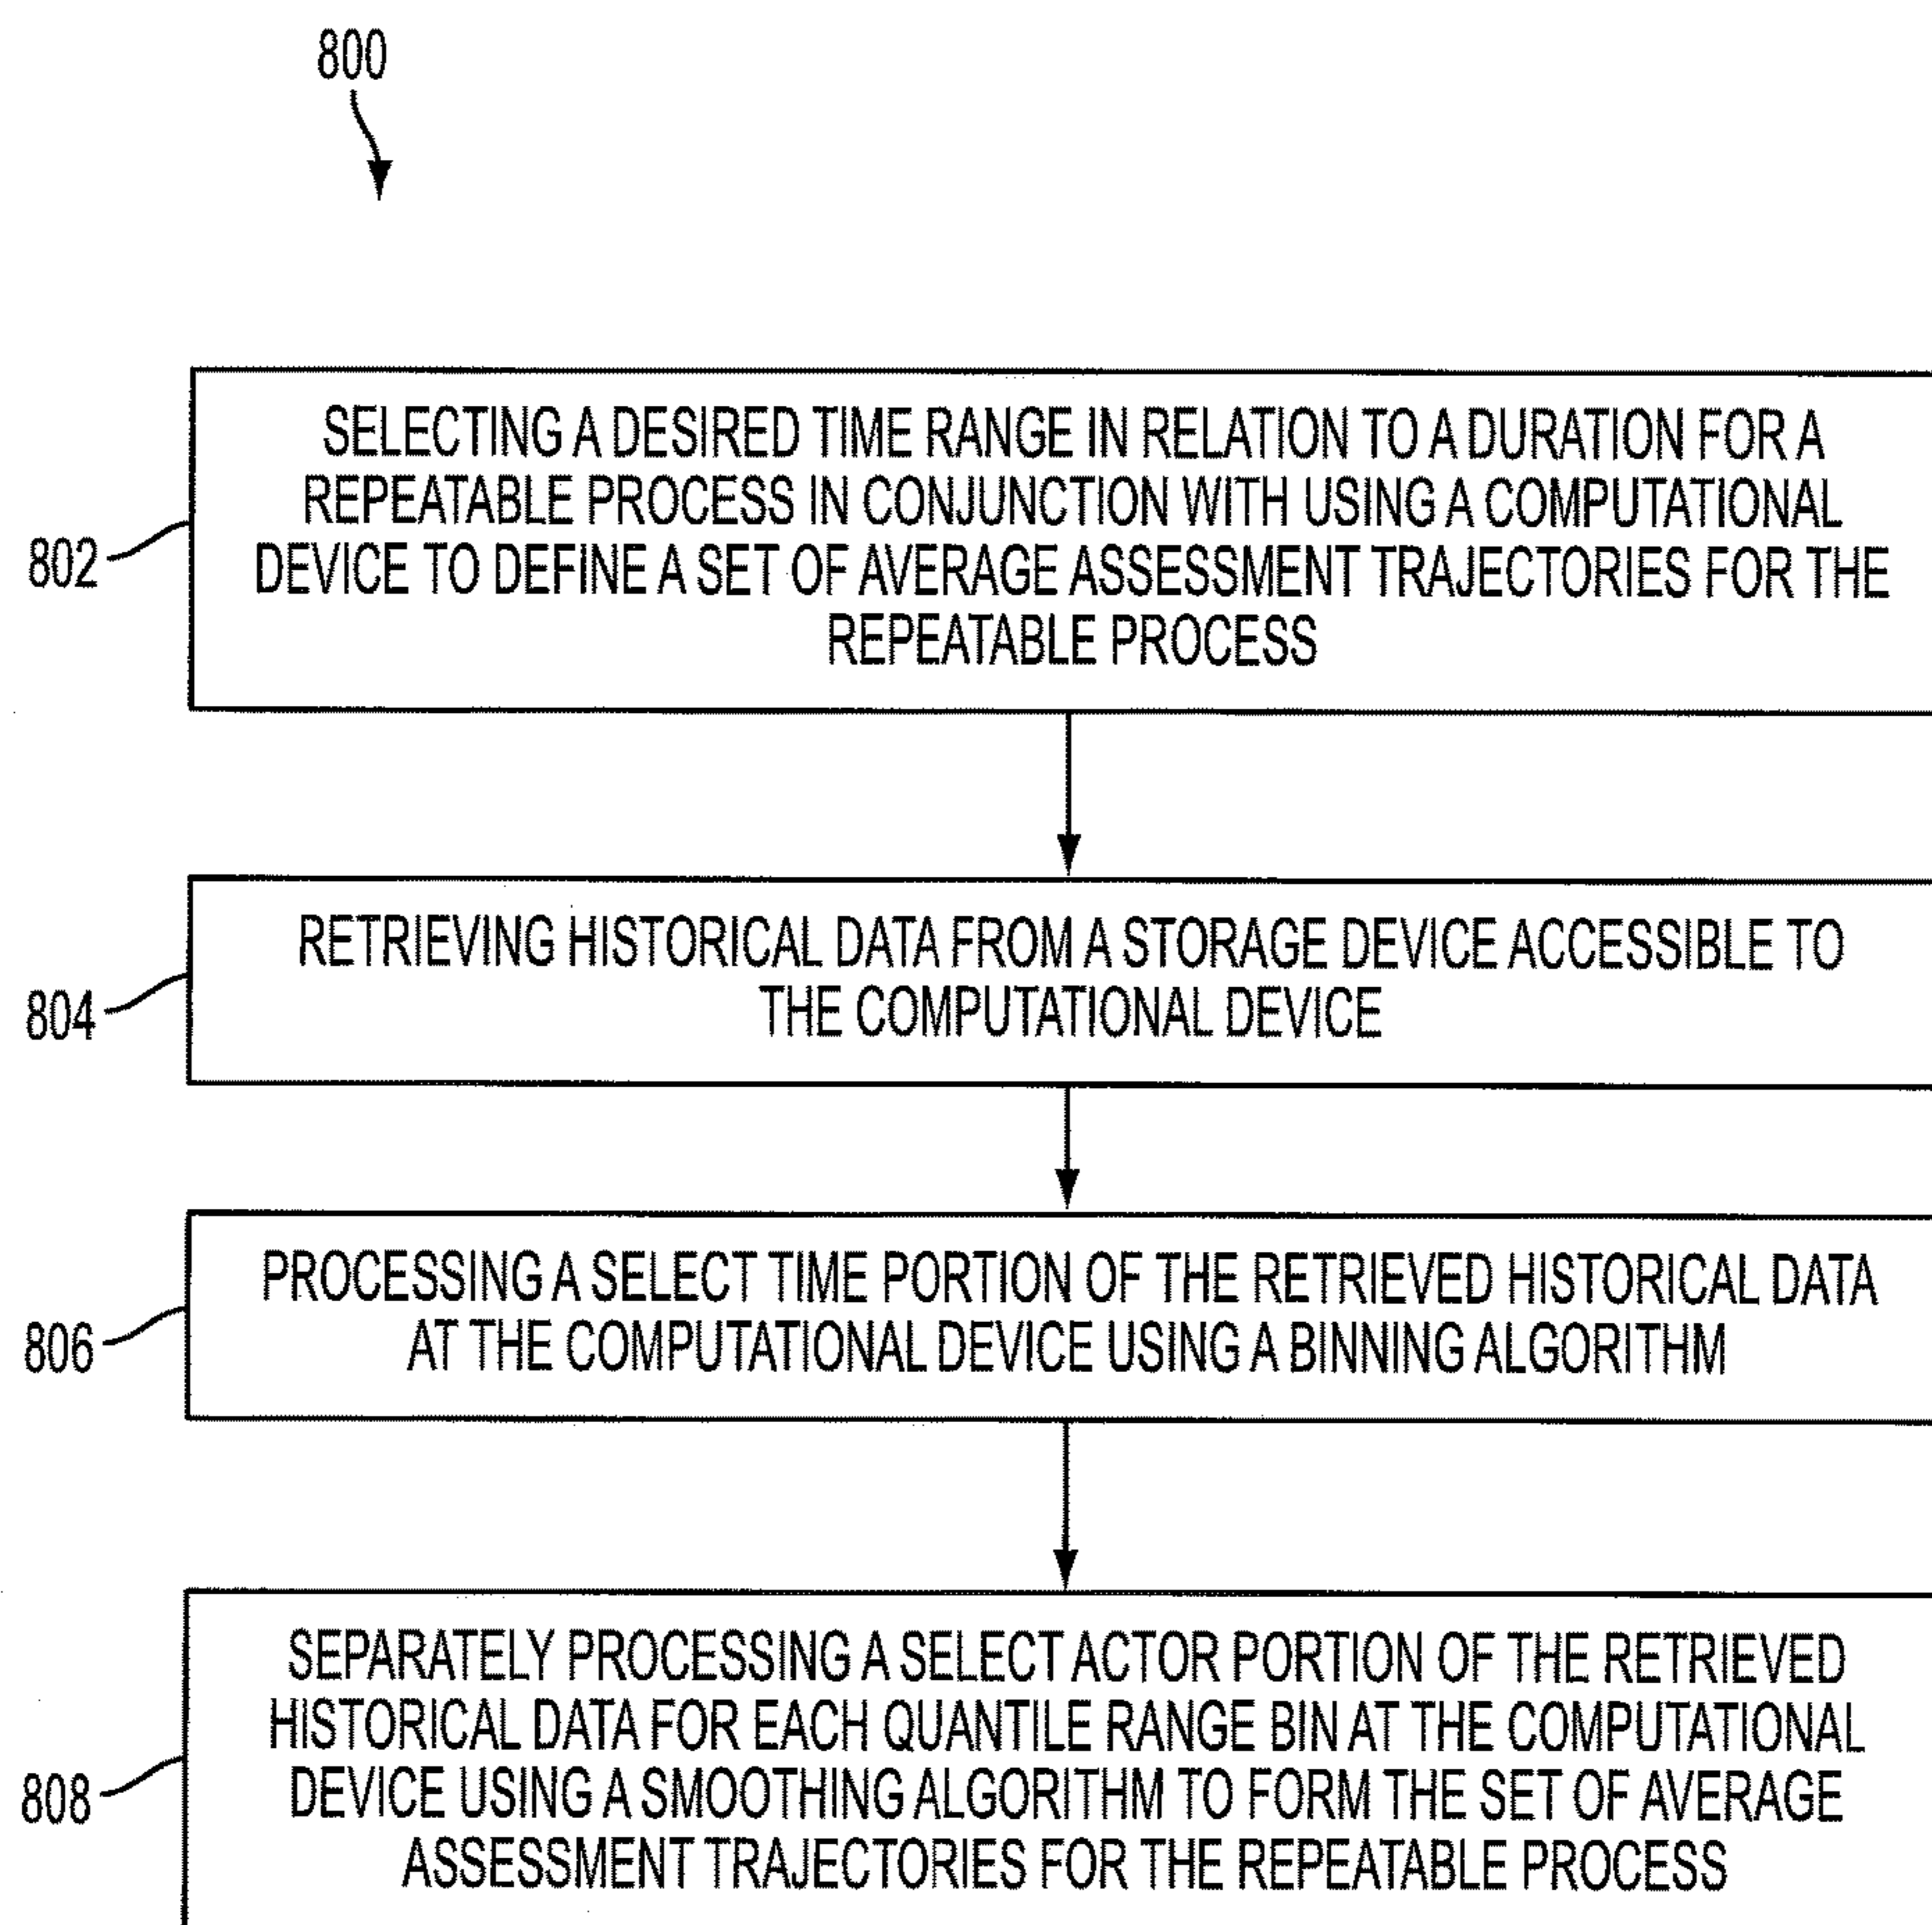 800
SELECTING A DESIRED TIME RANGE IN RELATION TO A DURATION FOR A
REPEATABLE PROCESS IN CONJUNCTION WITH USING A COMPUTATIONAL
DEVICE TO DEFINE A SET OF AVERAGE ASSESSMENT TRAJECTORIES FOR THE
REPEATABLE PROCESS
802
RETRIEVING HISTORICAL DATA FROM A STORAGE DEVICE ACCESSIBLE TO
THE COMPUTATIONAL DEVICE
804
PROCESSING A SELECT TIME PORTION OF THE RETRIEVED HISTORICAL DATA
AT THE COMPUTATIONAL DEVICE USING A BINNING ALGORITHM
806
SEPARATELY PROCESSING A SELECT ACTOR PORTION OF THE RETRIEVED
HISTORICAL DATA FOR EACH QUANTILE RANGE BIN AT THE COMPUTATIONAL
DEVICE USING A SMOOTHING ALGORITHM TO FORM THE SET OF AVERAGE
ASSESSMENT TRAJECTORIES FOR THE REPEATABLE PROCESS
808